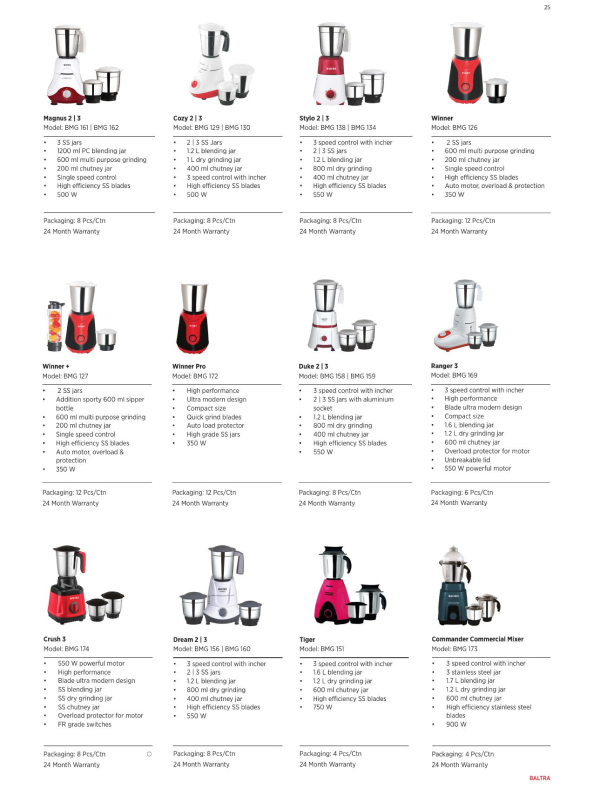 25
Magnus 2 | 3
Model: BMG 161 | BMG 162
• 3 SS jars
• 1200 ml PC blending jar
• 600 ml multi purpose grinding
• 200 ml chutney jar
• Single speed control
• High efficiency SS blades
• 500 W
Packaging: 8 Pcs/Ctn
24 Month Warranty
Cozy 2 | 3
Model: BMG 129 | BMG 130
• 2 | 3 SS Jars
• 1.2 L blending jar
• 1 L dry grinding jar
• 400 ml chutney jar
• 3 speed control with incher
• High efficiency SS blades
• 500 W
Packaging: 8 Pcs/Ctn
24 Month Warranty
Stylo 2 | 3
Model: BMG 138 | BMG 134
• 3 speed control with incher
• 2 | 3 SS jars
• 1.2 L blending jar
• 800 ml dry grinding
• 400 ml chutney jar
• High efficiency SS blades
• 550 W
Packaging: 8 Pcs/Ctn
24 Month Warranty
Winner
Model: BMG 126
• 2 SS jars
• 600 ml multi purpose grinding
• 200 ml chutney jar
• Single speed control
• High efficiency SS blades
• Auto motor, overload & protection
• 350 W
Packaging: 12 Pcs/Ctn
24 Month Warranty
Winner +
Model: BMG 127
• 2 SS jars
• Addition sporty 600 ml sipper
bottle
• 600 ml multi purpose grinding
• 200 ml chutney jar
• Single speed control
• High efficiency SS blades
• Auto motor, overload &
protection
• 350 W
Packaging: 12 Pcs/Ctn
24 Month Warranty
Winner Pro
Model: BMG 172
• High performance
• Ultra modern design
• Compact size
• Quick grind blades
• Auto load protector
• High grade SS jars
• 350 W
Packaging: 12 Pcs/Ctn
24 Month Warranty
Duke 2 | 3
Model: BMG 158 | BMG 159
• 3 speed control with incher
• 2 | 3 SS jars with aluminium
socket
• 1.2 L blending jar
• 800 ml dry grinding
• 400 ml chutney jar
• High efficiency SS blades
• 550 W
Packaging: 8 Pcs/Ctn
24 Month Warranty
Ranger 3
Model: BMG 169
• 3 speed control with incher
• High performance
• Blade ultra modern design
• Compact size
• 1.6 L blending jar
• 1.2 L dry grinding jar
• 600 ml chutney jar
• Overload protector for motor
• Unbreakable lid
• 550 W powerful motor
Packaging: 6 Pcs/Ctn
24 Month Warranty
Crush 3
Model: BMG 174
• 550 W powerful motor
• High performance
• Blade ultra modern design
• SS blending jar
• SS dry grinding jar
• SS chutney jar
• Overload protector for motor
• FR grade switches
Packaging: 8 Pcs/Ctn
24 Month Warranty
Dream 2 | 3
Model: BMG 156 | BMG 160
• 3 speed control with incher
• 2 | 3 SS jars
• 1.2 L blending jar
• 800 ml dry grinding
• 400 ml chutney jar
• High efficiency SS blades
• 550 W
Packaging: 8 Pcs/Ctn
24 Month Warranty
Tiger
Model: BMG 151
• 3 speed control with incher
• 1.6 L blending jar
• 1.2 L dry grinding jar
• 600 ml chutney jar
• High efficiency SS blades
• 750 W
Packaging: 4 Pcs/Ctn
24 Month Warranty
Commander Commercial Mixer
Model: BMG 173
• 3 speed control with incher
• 3 stainless steel jar
• 1.7 L blending jar
• 1.2 L dry grinding jar
• 600 ml chutney jar
• High efficiency stainless steel
blades
• 900 W
Packaging: 4 Pcs/Ctn
24 Month Warranty
BALTRA